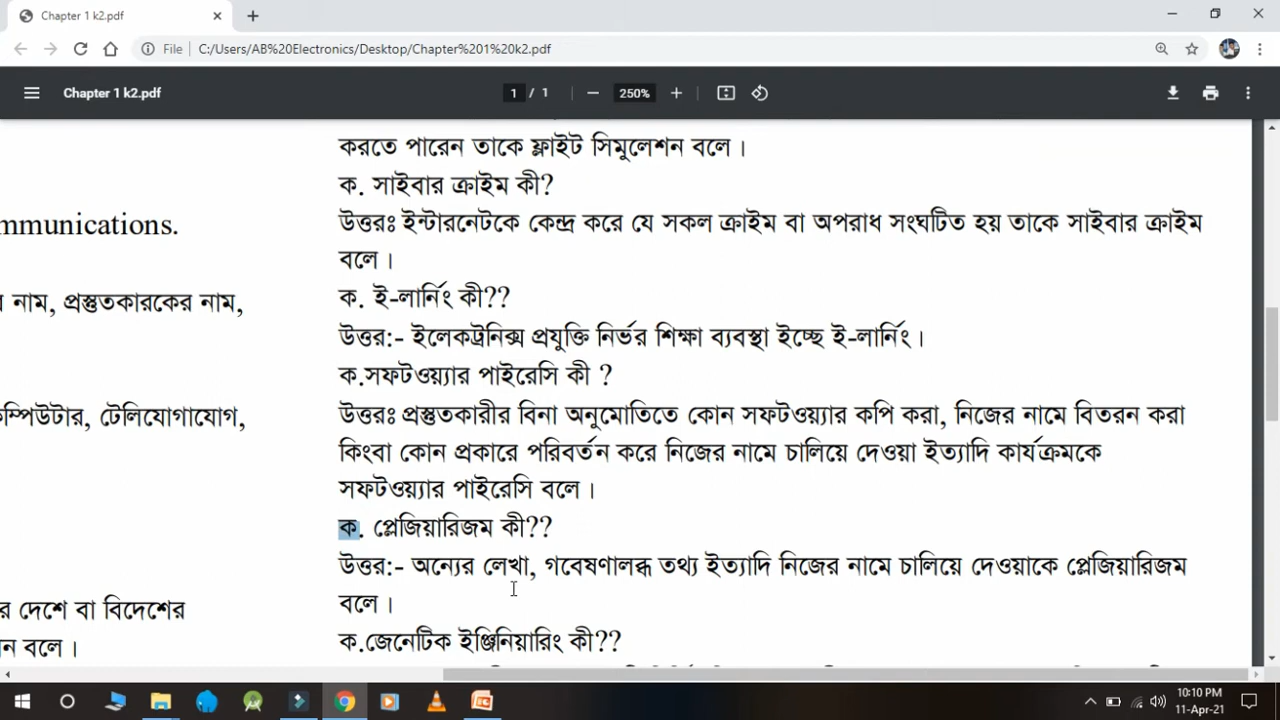 Chapter 1 k2.pdf
File
C:/Users/AB%20Electronics/Desktop/Chapter%201%20k2.pdf
Chapter 1 k2.pdf
1 / 1
250%
করতে পারেন তাকে ফ্লাইট সিমুলেশন বলে।
ক. সাইবার ক্রাইম কী?
mmunications.
উত্তরঃ ইন্টারনেটকে কেন্দ্র করে যে সকল ক্রাইম বা অপরাধ সংঘটিত হয় তাকে সাইবার ক্রাইম
বলে।
র নাম, প্রস্তুতকারকের নাম,
ক. ই-লার্নিং কী??
উত্তর:- ইলেকট্রনিক্স প্রযুক্তি নির্ভর শিক্ষা ব্যবস্থা ইচ্ছে ই-লার্নিং।
ক.সফটওয়্যার পাইরেসি কী ?
ম্পিউটার, টেলিযোগাযোগ,
উত্তরঃ প্রস্তুতকারীর বিনা অনুমোতিতে কোন সফটওয়্যার কপি করা, নিজের নামে বিতরন করা
কিংবা কোন প্রকারে পরিবর্তন করে নিজের নামে চালিয়ে দেওয়া ইত্যাদি কার্যক্রমকে
সফটওয়্যার পাইরেসি বলে।
ক. প্লেজিয়ারিজম কী??
উত্তর:- অন্যের লেখা, গবেষণালব্ধ তথ্য ইত্যাদি নিজের নামে চালিয়ে দেওয়াকে প্লেজিয়ারিজম
র দেশে বা বিদেশের
বলে।
ন বলে।
ক.জেনেটিক ইঞ্জিনিয়ারিং কী??
10:10 PM
11-Apr-21